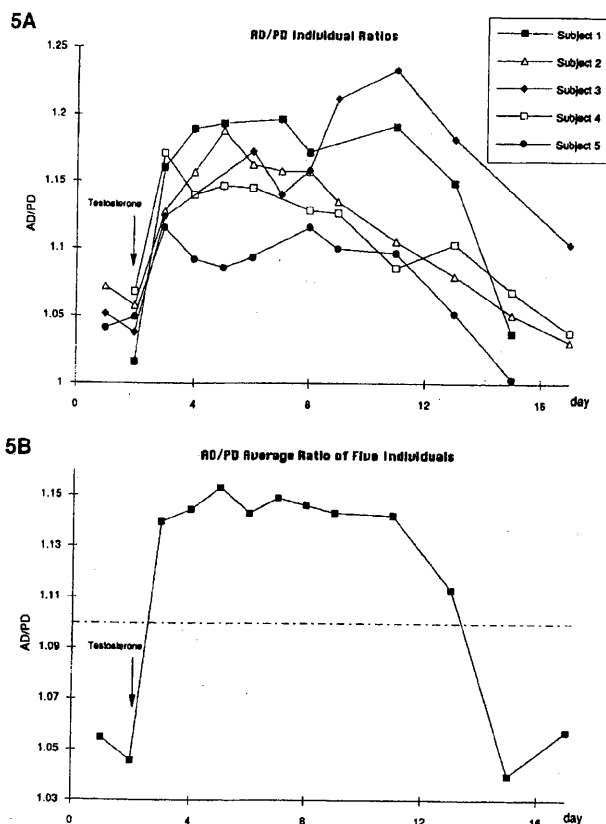 5A
AD/PD Individual Ratios
Subject 1
Subject 2
Subject 3
Subject 4
Subject 5
1.25
1.2
1.15
1.1
1.05
1
AD/PD
Testosterone
0
4
8
12
16
day
5B
AD/PD Average Ratio of Five Individuals
1.15
1.13
1.11
1.09
1.07
1.05
1.03
AD/PD
Testosterone
0
4
8
12
16
day